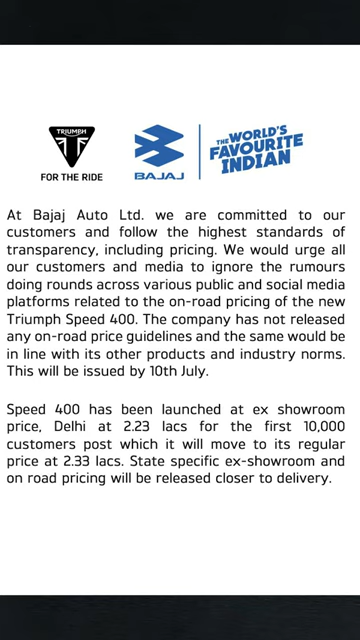 TRIUMPH
FOR THE RIDE
BAJAJ
THE WORLD'S
FAVOURITE
INDIAN
At Bajaj Auto Ltd. we are committed to our
customers and follow the highest standards of
transparency, including pricing. We would urge all
our customers and media to ignore the rumours
doing rounds across various public and social media
platforms related to the on-road pricing of the new
Triumph Speed 400. The company has not released
any on-road price guidelines and the same would be
in line with its other products and industry norms.
This will be issued by 10th July.
Speed 400 has been launched at ex showroom
price, Delhi at 2.23 lacs for the first 10,000
customers post which it will move to its regular
price at 2.33 lacs. State specific ex-showroom and
on road pricing will be released closer to delivery.